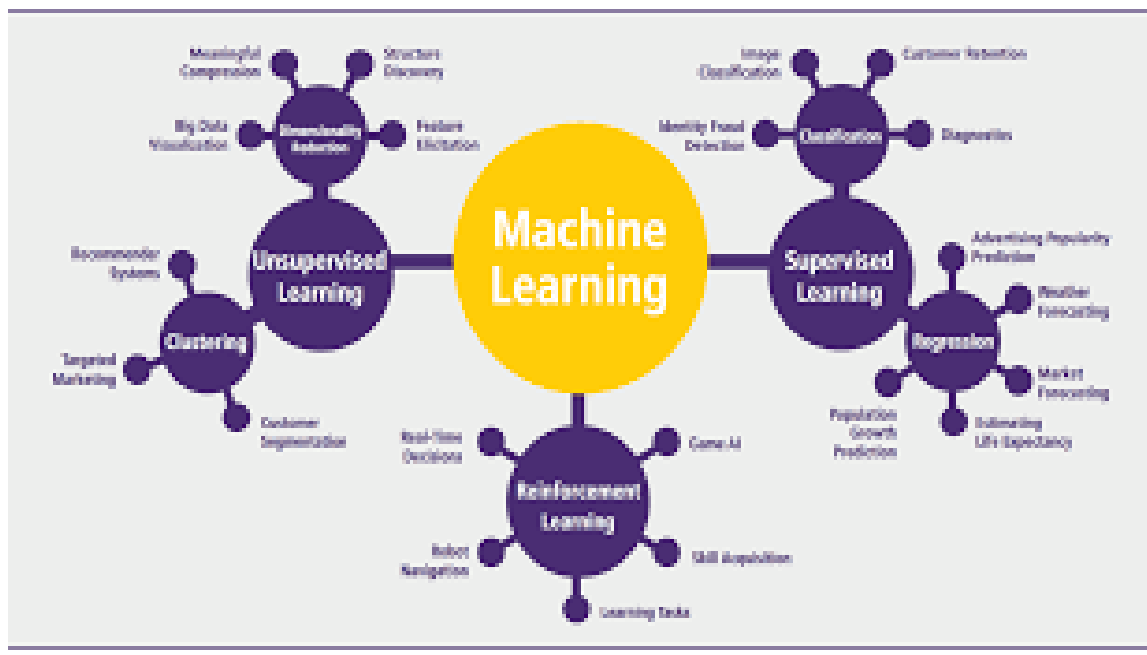 Machine
Learning
Unsupervised
Learning
Dimensionality
Reduction
Meaningful
Compression
Structure
Discovery
Big Data
Visualization
Feature
Elicitation
Clustering
Recommender
Systems
Targeted
Marketing
Customer
Segmentation
Supervised
Learning
Classification
Image
Classification
Customer Retention
Identity Fraud
Detection
Diagnostics
Regression
Advertising Popularity
Prediction
Weather
Forecasting
Market
Forecasting
Estimating
Life Expectancy
Population
Growth
Prediction
Reinforcement
Learning
Real-Time
Decisions
Game AI
Robot
Navigation
Skill Acquisition
Learning Tasks